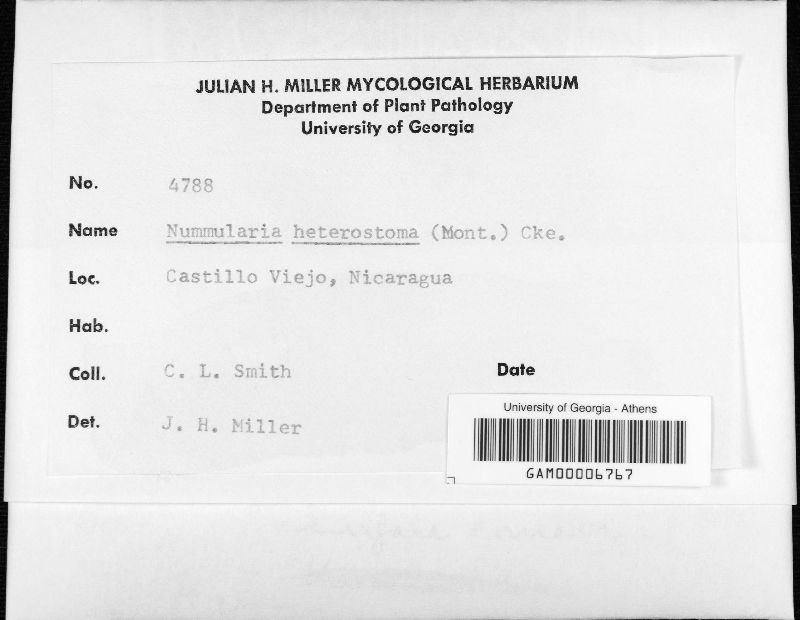 JULIAN H. MILLER MYCOLOGICAL HERBARIUM
Department of Plant Pathology
University of Georgia
No. 4788
Name Nummularia heterostoma (Mont.) Cke.
Loc. Castillo Viejo, Nicaragua
Hab.
Coll. C. L. Smith Date
Det. J. H. Miller
University of Georgia - Athens
GAM00006767